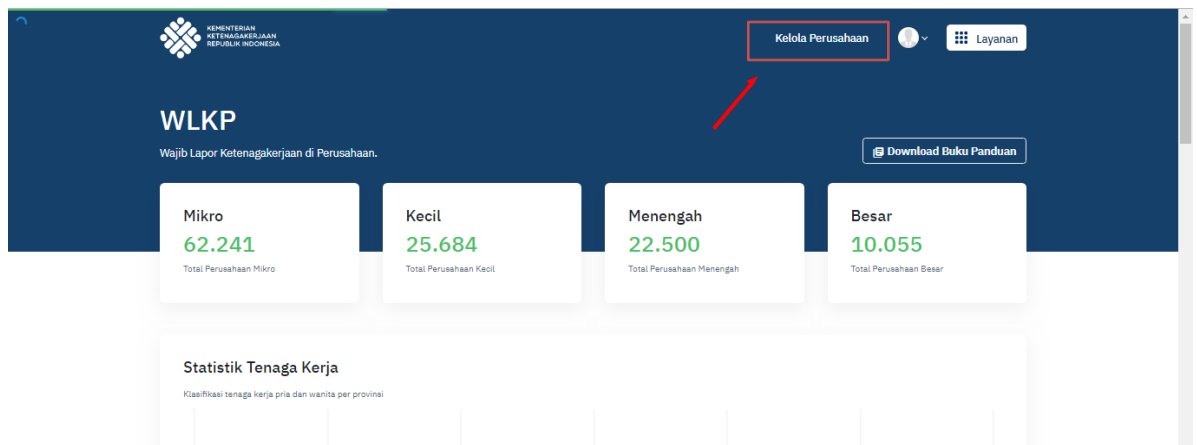 KEMENTERIAN
KETENAGAKERJAAN
REPUBLIK INDONESIA
Kelola Perusahaan
Layanan
WLKP
Wajib Lapor Ketenagakerjaan di Perusahaan.
Download Buku Panduan
Mikro
62.241
Total Perusahaan Mikro
Kecil
25.684
Total Perusahaan Kecil
Menengah
22.500
Total Perusahaan Menengah
Besar
10.055
Total Perusahaan Besar
Statistik Tenaga Kerja
Klasifikasi tenaga kerja pria dan wanita per provinsi